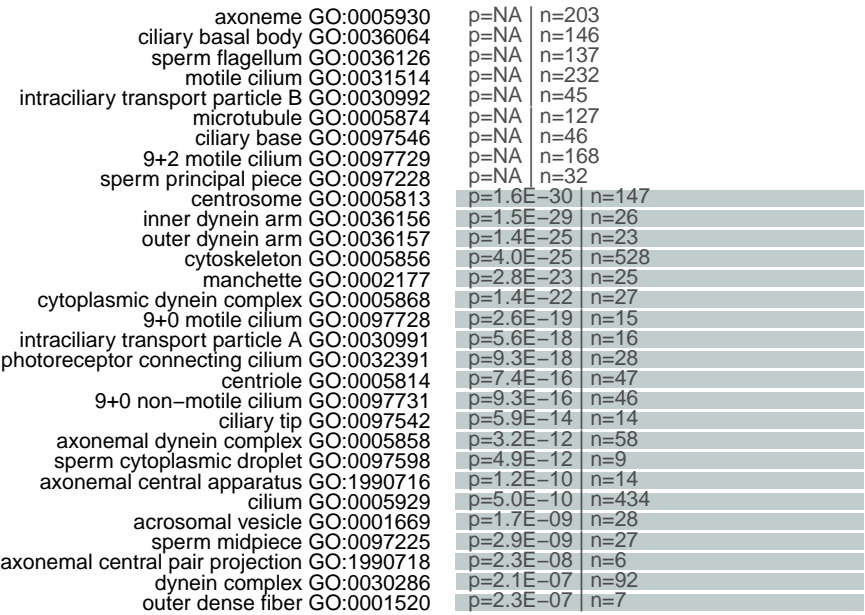 axoneme GO:0005930 p=NA | n=203
ciliary basal body GO:0036064 p=NA | n=146
sperm flagellum GO:0036126 p=NA | n=137
motile cilium GO:0031514 p=NA | n=232
intraciliary transport particle B GO:0030992 p=NA | n=45
microtubule GO:0005874 p=NA | n=127
ciliary base GO:0097546 p=NA | n=46
9+2 motile cilium GO:0097729 p=NA | n=168
sperm principal piece GO:0097228 p=NA | n=32
centrosome GO:0005813 p=1.6E−30 | n=147
inner dynein arm GO:0036156 p=1.5E−29 | n=26
outer dynein arm GO:0036157 p=1.4E−25 | n=23
cytoskeleton GO:0005856 p=4.0E−25 | n=528
manchette GO:0002177 p=2.8E−23 | n=25
cytoplasmic dynein complex GO:0005868 p=1.4E−22 | n=27
9+0 motile cilium GO:0097728 p=2.6E−19 | n=15
intraciliary transport particle A GO:0030991 p=5.6E−18 | n=16
photoreceptor connecting cilium GO:0032391 p=9.3E−18 | n=28
centriole GO:0005814 p=7.4E−16 | n=47
9+0 non−motile cilium GO:0097731 p=9.3E−16 | n=46
ciliary tip GO:0097542 p=5.9E−14 | n=14
axonemal dynein complex GO:0005858 p=3.2E−12 | n=58
sperm cytoplasmic droplet GO:0097598 p=4.9E−12 | n=9
axonemal central apparatus GO:1990716 p=1.2E−10 | n=14
cilium GO:0005929 p=5.0E−10 | n=434
acrosomal vesicle GO:0001669 p=1.7E−09 | n=28
sperm midpiece GO:0097225 p=2.9E−09 | n=27
axonemal central pair projection GO:1990718 p=2.3E−08 | n=6
dynein complex GO:0030286 p=2.1E−07 | n=92
outer dense fiber GO:0001520 p=2.3E−07 | n=7